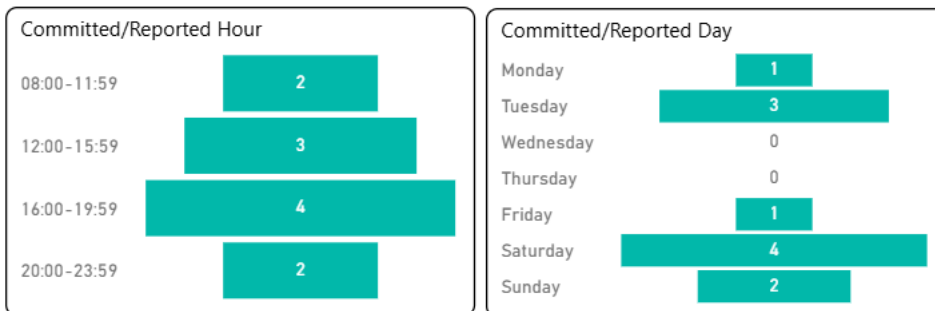 Committed/Reported Hour
08:00-11:59 2
12:00-15:59 3
16:00-19:59 4
20:00-23:59 2
Committed/Reported Day
Monday 1
Tuesday 3
Wednesday 0
Thursday 0
Friday 1
Saturday 4
Sunday 2